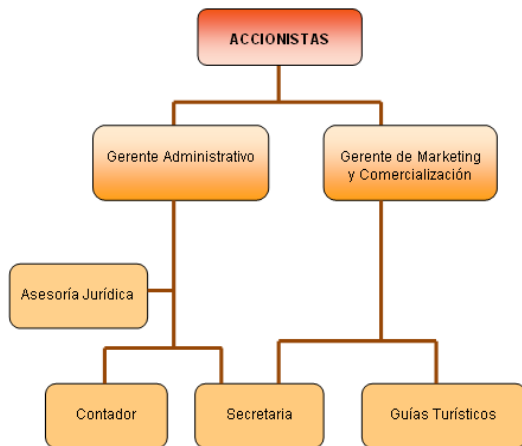 ACCIONISTAS
Gerente Administrativo
Gerente de Marketing
y Comercialización
Asesoría Jurídica
Contador
Secretaria
Guías Turísticos